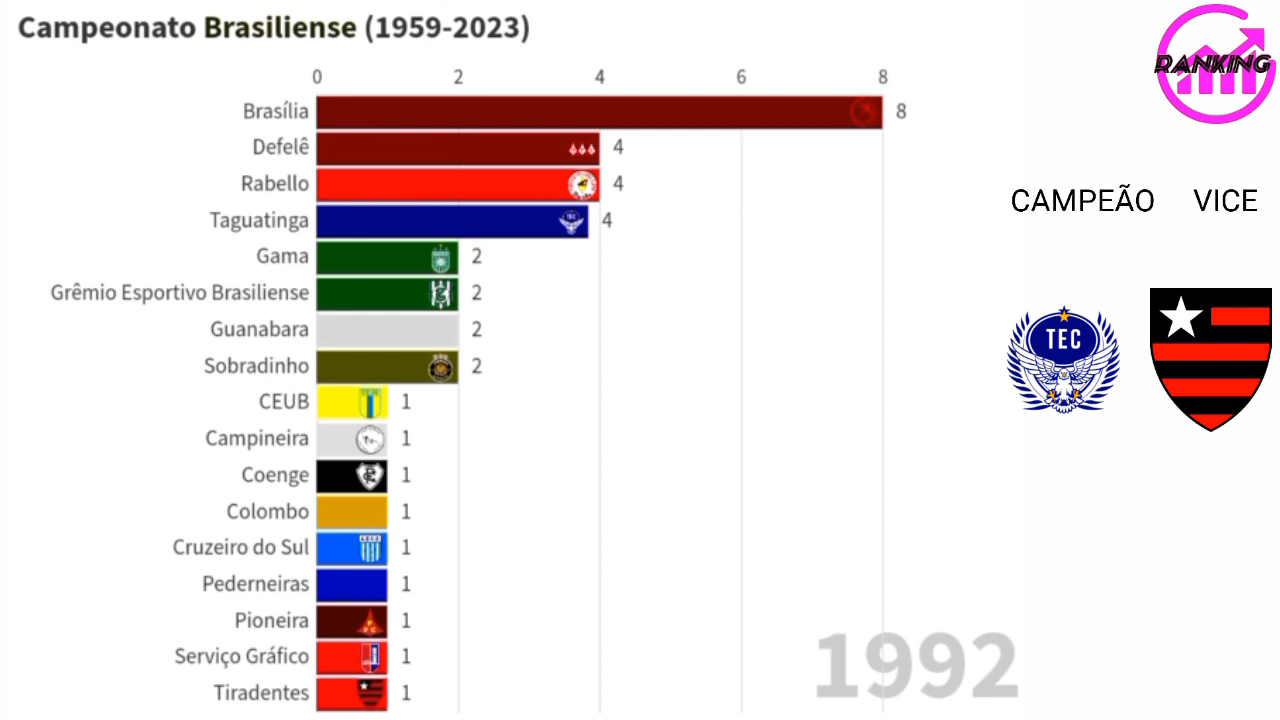 Campeonato Brasiliense (1959-2023)
RANKING
0 2 4 6 8
Brasília 8
Defelê 4
Rabello 4
CAMPEÃO VICE
Taguatinga TEC 4
Gama 2
Grêmio Esportivo Brasiliense 2
Guanabara 2
TEC
Sobradinho 2
CEUB 1
Campineira 1
Coenge 1
Colombo 1
Cruzeiro do Sul 1
Pederneiras 1
Pioneira 1
Serviço Gráfico 1
Tiradentes 1
1992